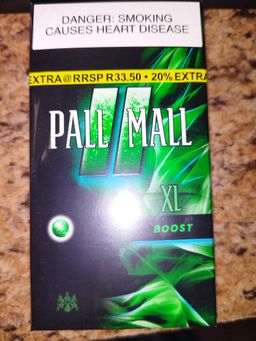 DANGER: SMOKING
CAUSES HEART DISEASE
EXTRA @ RRSP R33.50 • 20% EXTRA
PALL MALL
XL
BOOST